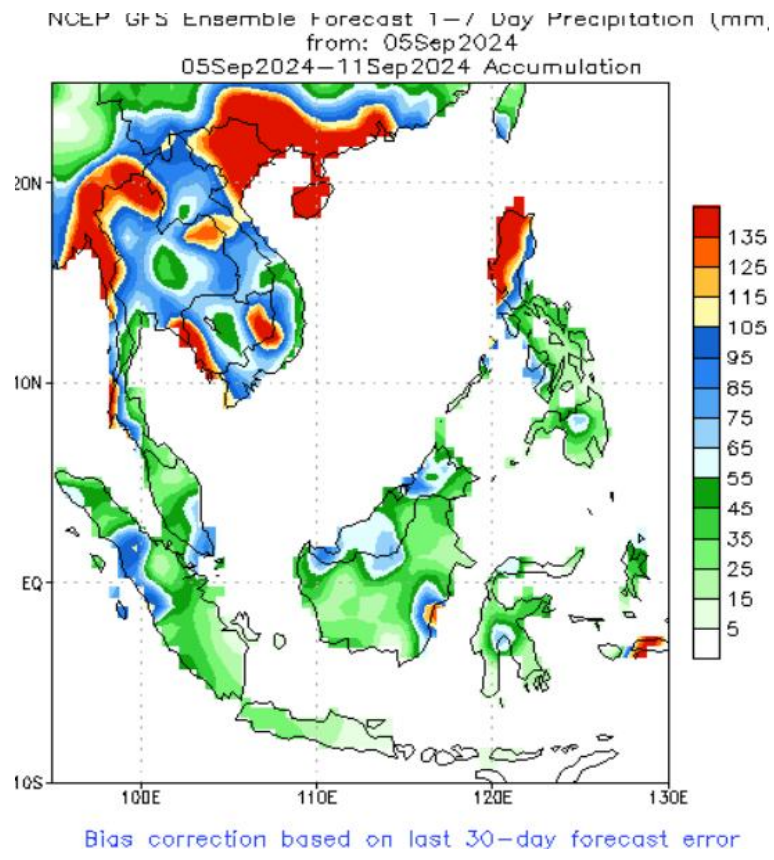 NCEP GFS Ensemble Forecast 1-7 Day Precipitation (mm)
from: 05Sep2024
05Sep2024-11Sep2024 Accumulation
20N
10N
EQ
10S
100E
110E
120E
130E
135
125
115
105
95
85
75
65
55
45
35
25
15
5
Bias correction based on last 30-day forecast error